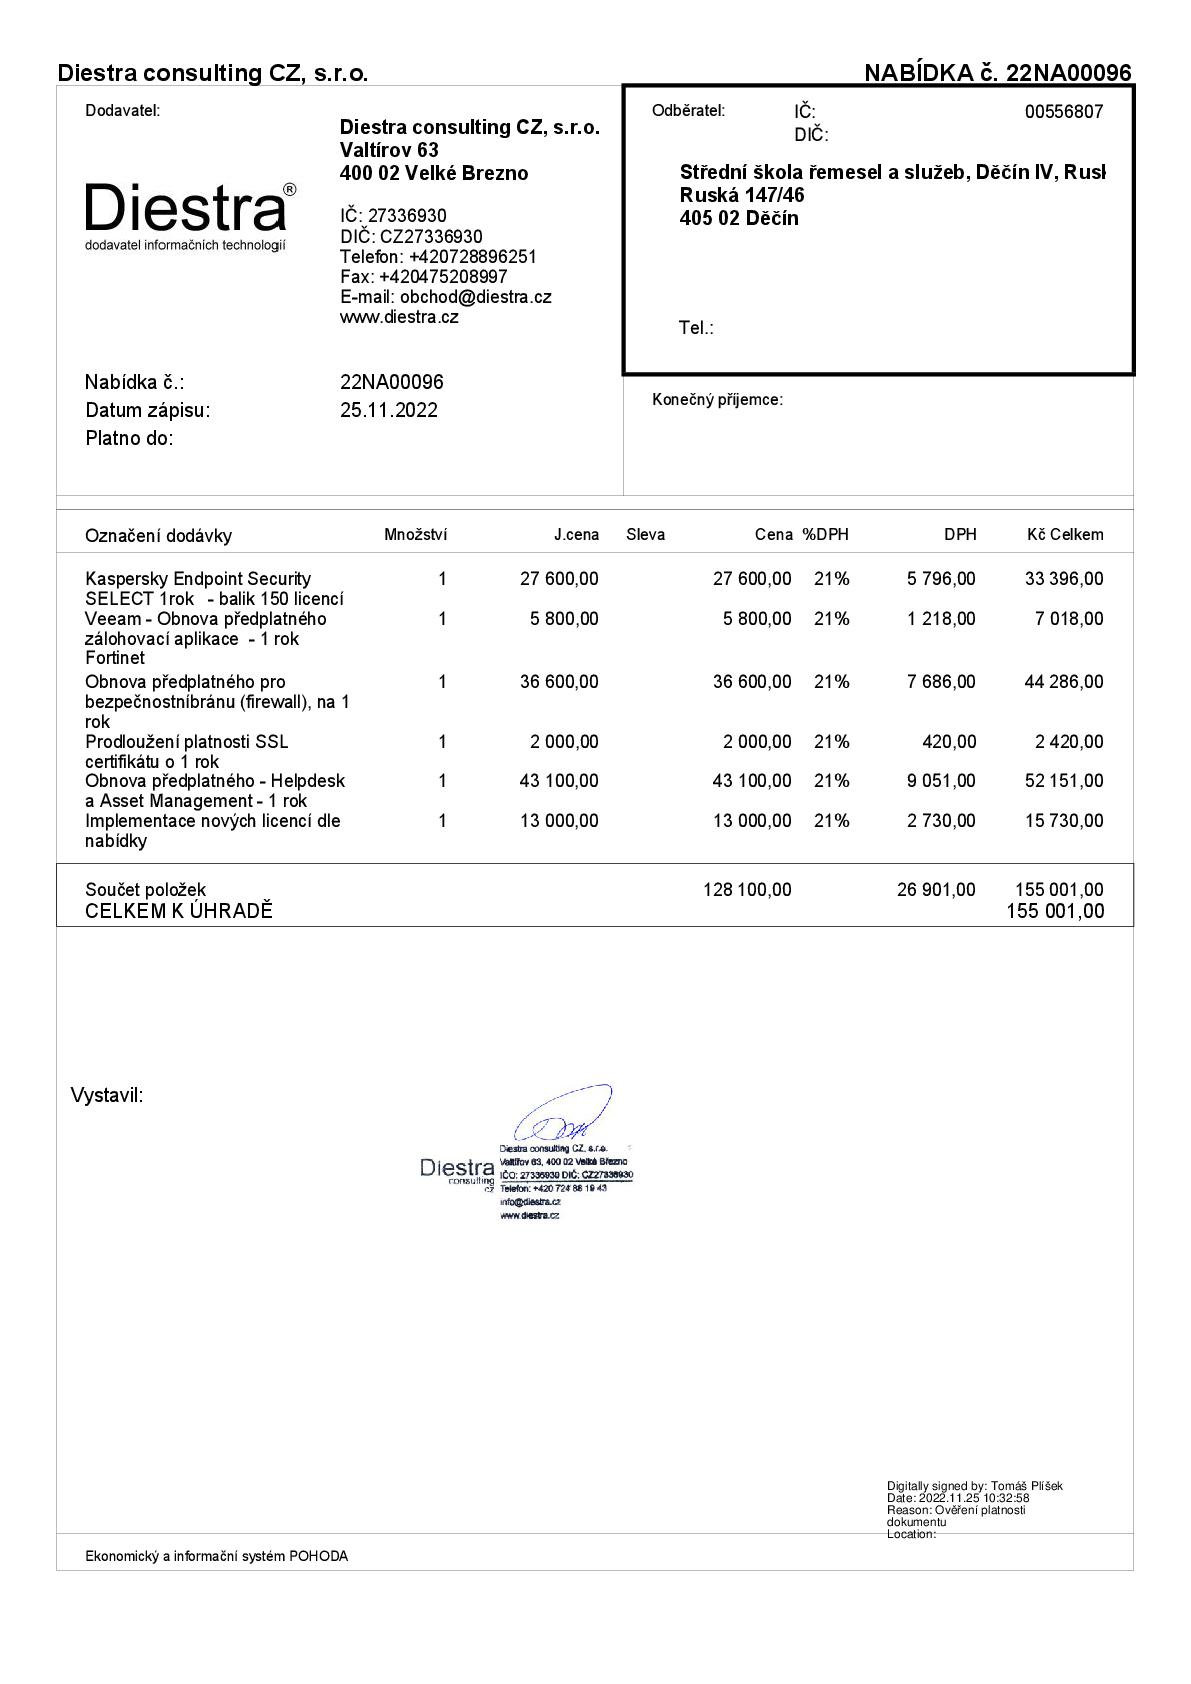 Diestra consulting CZ, s.r.o.
NABÍDKA č. 22NA00096
Dodavatel:
Diestra consulting CZ, s.r.o.
Valtírov 63
400 02 Velké Brezno
Diestra®
dodavatel informačních technologií
IČ: 27336930
DIČ: CZ27336930
Telefon: +420728896251
Fax: +420475208997
E-mail: obchod@diestra.cz
www.diestra.cz
Nabídka č.: 22NA00096
Datum zápisu: 25.11.2022
Platno do:
Odběratel: IČ: 00556807
DIČ:
Střední škola řemesel a služeb, Děčín IV, Rusk
Ruská 147/46
405 02 Děčín
Tel.:
Konečný příjemce:
Označení dodávky Množství J.cena Sleva Cena %DPH DPH Kč Celkem
Kaspersky Endpoint Security 1 27 600,00 27 600,00 21% 5 796,00 33 396,00
SELECT 1rok - balik 150 licencí
Veeam - Obnova předplatného 1 5 800,00 5 800,00 21% 1 218,00 7 018,00
zálohovací aplikace - 1 rok
Fortinet
Obnova předplatného pro 1 36 600,00 36 600,00 21% 7 686,00 44 286,00
bezpečnostníbránu (firewall), na 1
rok
Prodloužení platnosti SSL 1 2 000,00 2 000,00 21% 420,00 2 420,00
certifikátu o 1 rok
Obnova předplatného - Helpdesk 1 43 100,00 43 100,00 21% 9 051,00 52 151,00
a Asset Management - 1 rok
Implementace nových licencí dle 1 13 000,00 13 000,00 21% 2 730,00 15 730,00
nabídky
Součet položek 128 100,00 26 901,00 155 001,00
CELKEM K ÚHRADĚ 155 001,00
Vystavil:
Diestra
consulting
cz
Diestra consulting CZ, s.r.o.
Valtířov 63, 400 02 Velké Březno
IČO: 27336930 DIČ: CZ27336930
Telefon: +420 724 88 19 43
info@diestra.cz
www.diestra.cz
Digitally signed by: Tomáš Plíšek
Date: 2022.11.25 10:32:58
Reason: Ověření platnosti
dokumentu
Location:
Ekonomický a informační systém POHODA